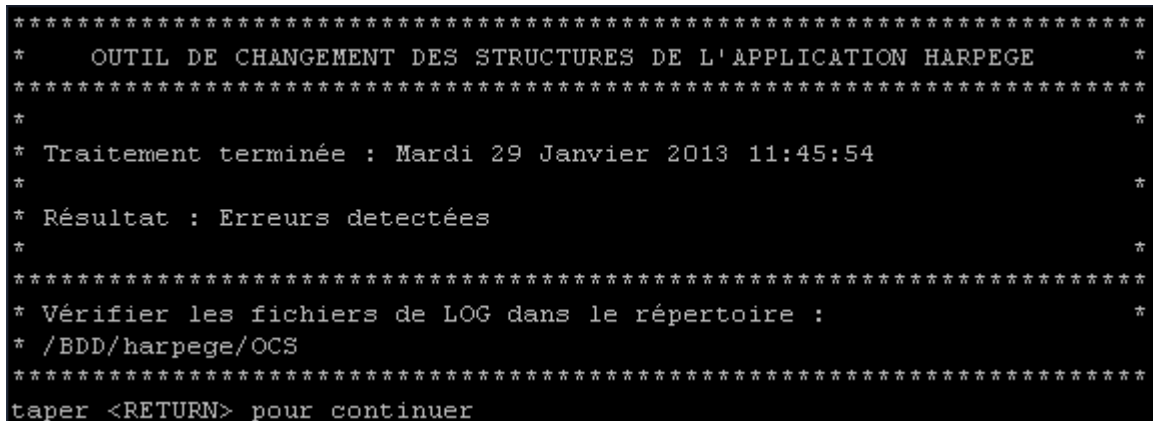 ***********************************************************************
* OUTIL DE CHANGEMENT DES STRUCTURES DE L'APPLICATION HARPEGE *
***********************************************************************
* *
* Traitement terminée : Mardi 29 Janvier 2013 11:45:54
* *
* Résultat : Erreurs detectées
* *
***********************************************************************
* Vérifier les fichiers de LOG dans le répertoire : *
* /BDD/harpege/OCS
***********************************************************************
taper <RETURN> pour continuer